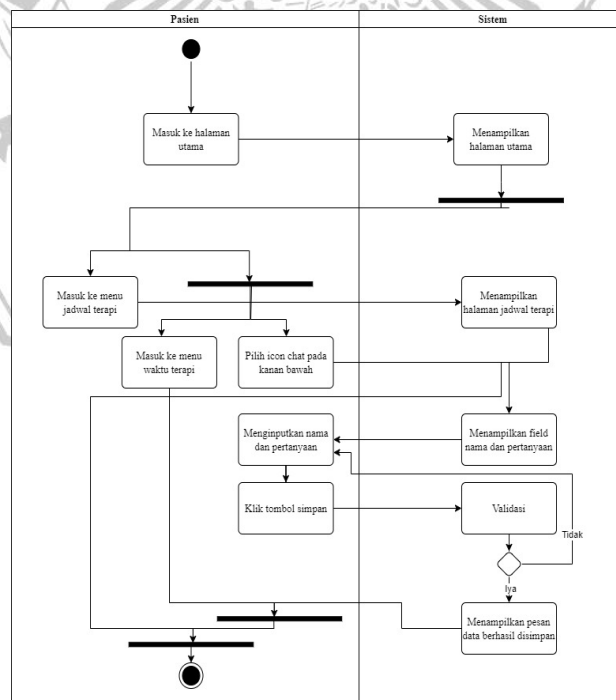 Pasien
Sistem
Masuk ke halaman
utama
Menampilkan
halaman utama
Masuk ke menu
jadwal terapi
Menampilkan
halaman jadwal terapi
Masuk ke menu
waktu terapi
Pilih icon chat pada
kanan bawah
Menginputkan nama
dan pertanyaan
Menampilkan field
nama dan pertanyaan
Klik tombol simpan
Validasi
Tidak
Iya
Menampilkan pesan
data berhasil disimpan